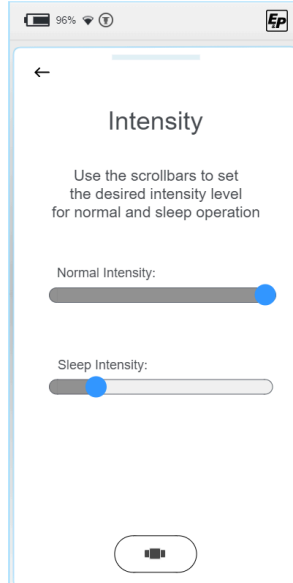 96%
EP
Intensity
Use the scrollbars to set
the desired intensity level
for normal and sleep operation
Normal Intensity:
Sleep Intensity: